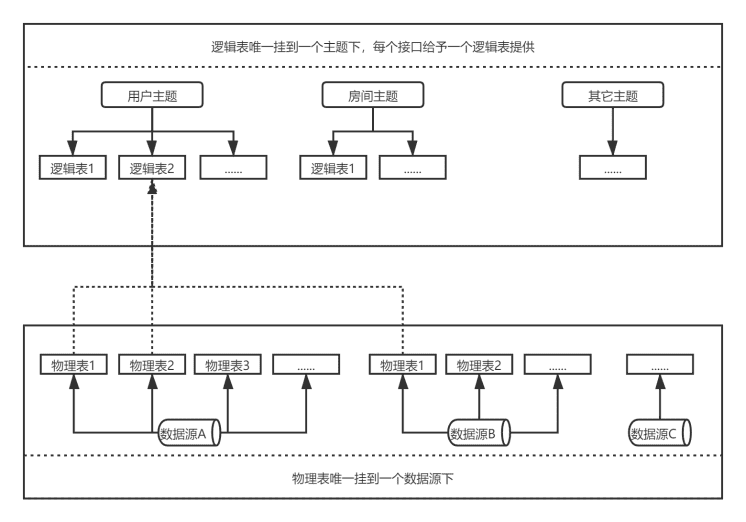 逻辑表唯一挂到一个主题下，每个接口给予一个逻辑表提供
用户主题
房间主题
其它主题
逻辑表1
逻辑表2
......
逻辑表1
......
......
物理表1
物理表2
物理表3
......
物理表1
物理表2
......
......
数据源A
数据源B
数据源C
物理表唯一挂到一个数据源下